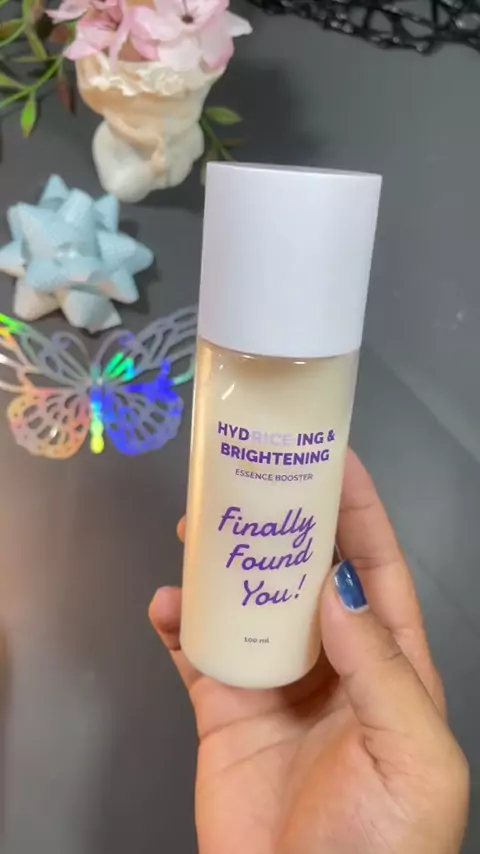 HYDRICEING &
BRIGHTENING
ESSENCE BOOSTER
Finally
Found
You!
100 mL